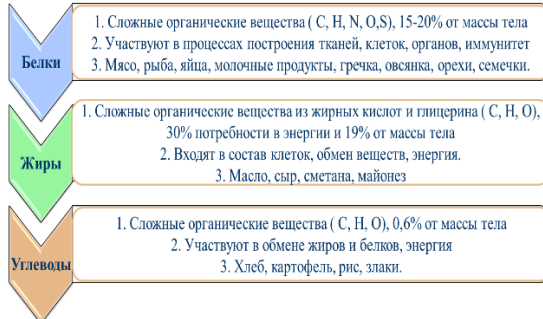 Белки
1. Сложные органические вещества ( C, H, N, O,S), 15-20% от массы тела
2. Участвуют в процессах построения тканей, клеток, органов, иммунитет
3. Мясо, рыба, яйца, молочные продукты, гречка, овсянка, орехи, семечки.
Жиры
1. Сложные органические вещества из жирных кислот и глицерина ( C, H, O),
30% потребности в энергии и 19% от массы тела
2. Входят в состав клеток, обмен веществ, энергия.
3. Масло, сыр, сметана, майонез
Углеводы
1. Сложные органические вещества ( C, H, O), 0,6% от массы тела
2. Участвуют в обмене жиров и белков, энергия
3. Хлеб, картофель, рис, злаки.